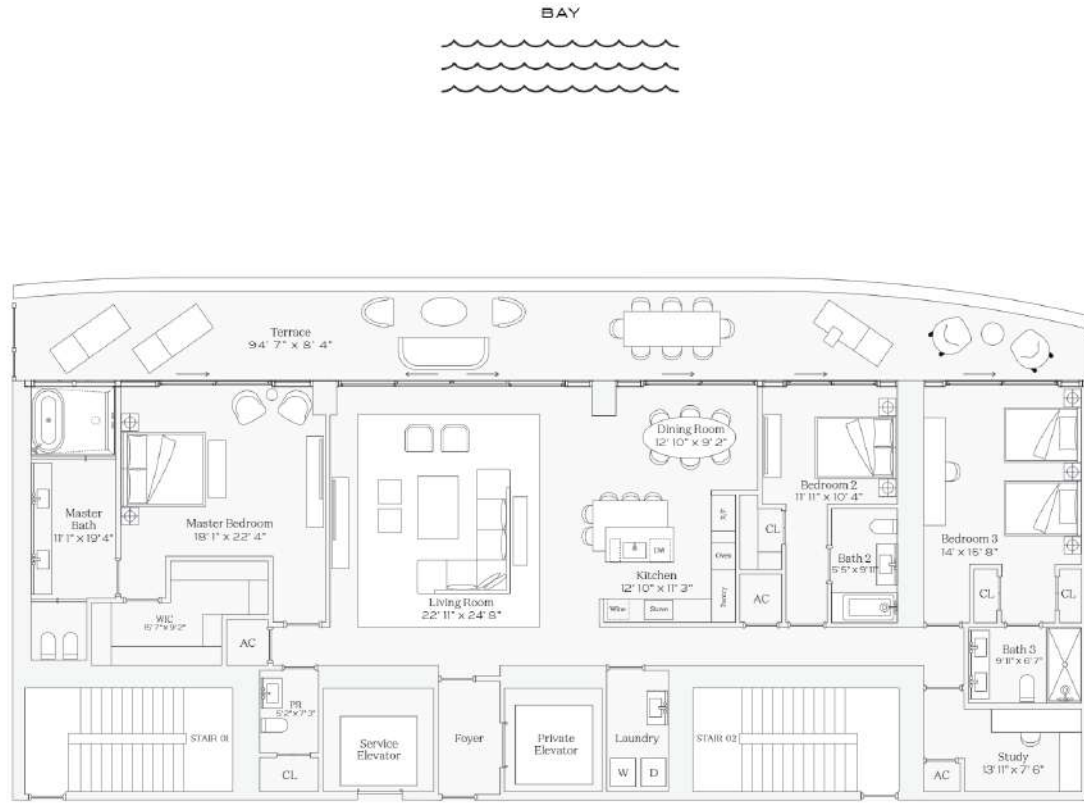 BAY
Terrace
94' 7" x 8' 4"
Master
Bath
11' 1" x 19' 4"
Master Bedroom
18' 1" x 22' 4"
WIC
15'7" x 9'2"
AC
Living Room
22' 11" x 24' 8"
Dining Room
12' 10" x 9' 2"
R/F
Oven
Pantry
DW
Kitchen
12' 10" x 11' 3"
Wine
Steam
Bedroom 2
11' 11" x 10' 4"
CL
AC
Bath 2
5'5" x 9'11"
Bedroom 3
14' x 15' 8"
CL
CL
Bath 3
9'11" x 6'7"
STAIR 01
PR
5'2" x 7'3"
CL
Service
Elevator
Foyer
Private
Elevator
Laundry
W
D
STAIR 02
AC
Study
13' 11" x 7' 6"